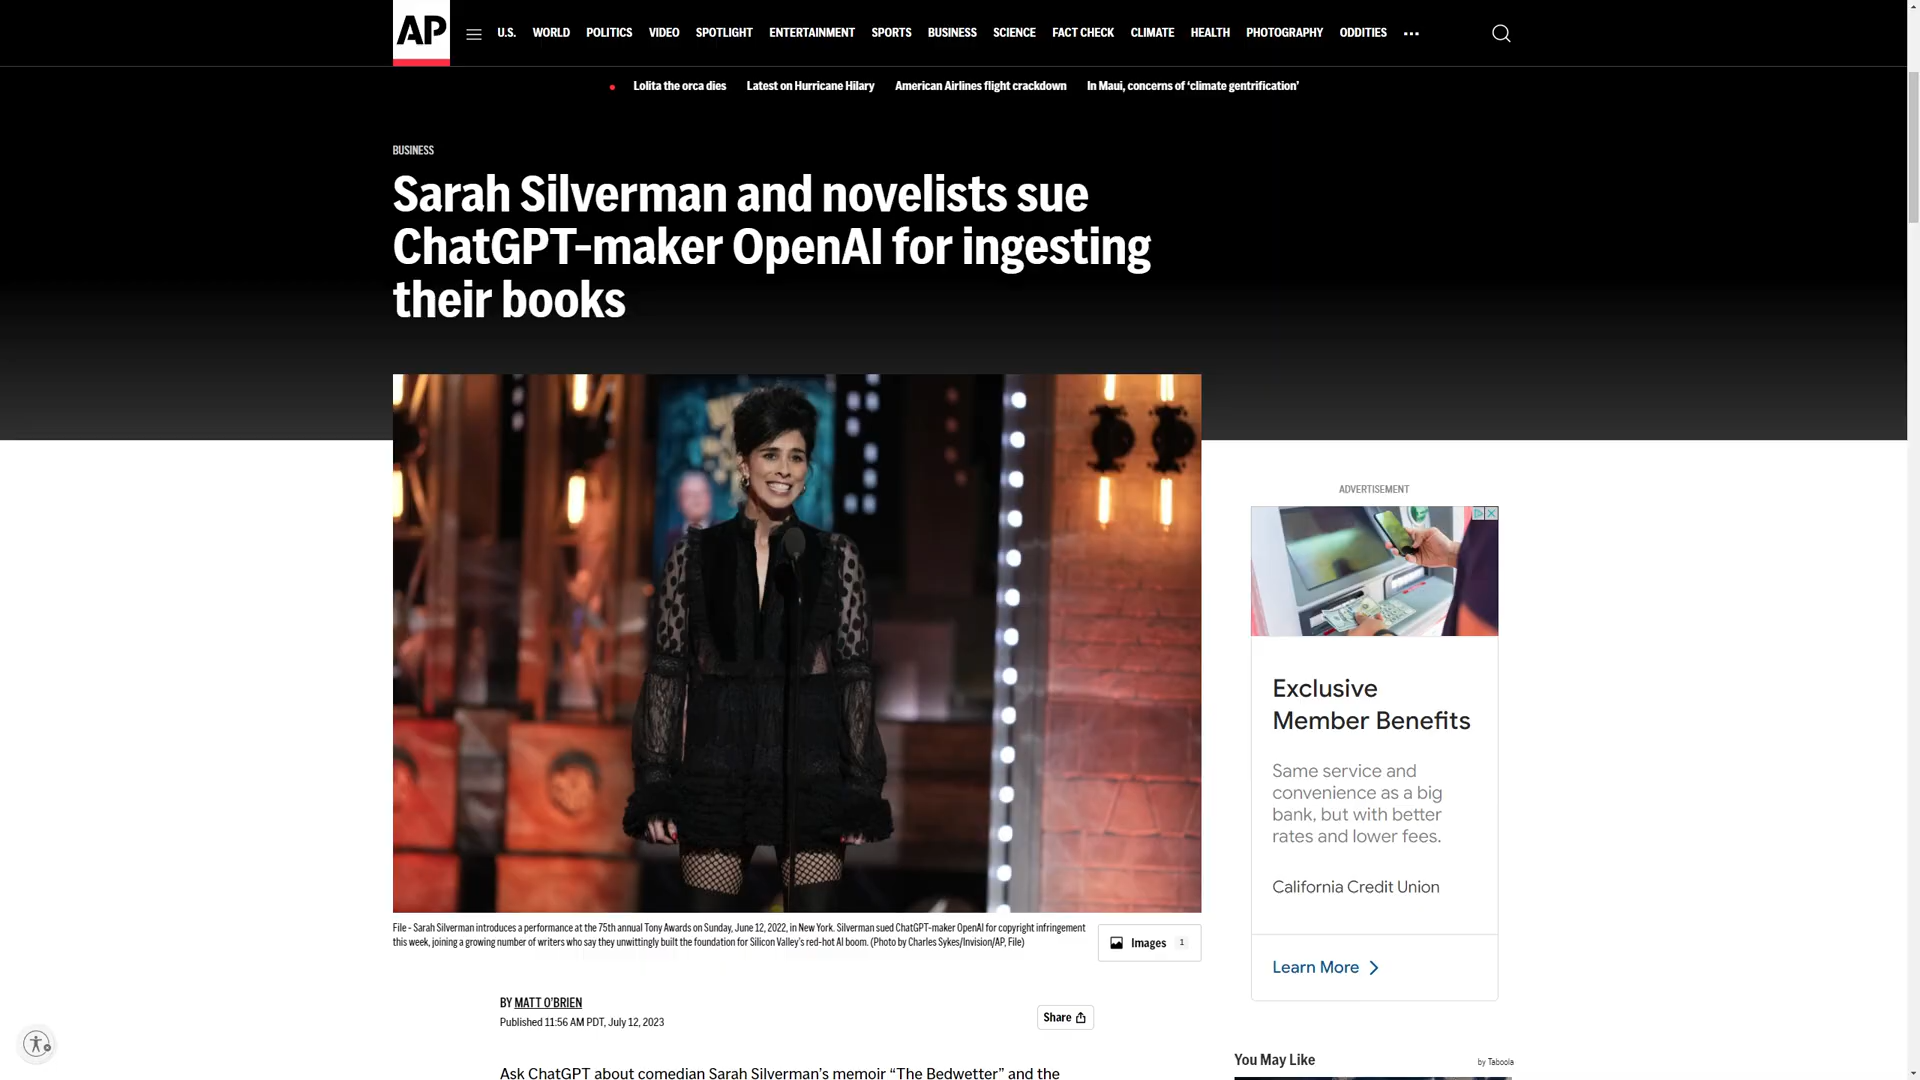 AP
U.S. WORLD POLITICS VIDEO SPOTLIGHT ENTERTAINMENT SPORTS BUSINESS SCIENCE FACT CHECK CLIMATE HEALTH PHOTOGRAPHY ODDITIES
Lolita the orca dies Latest on Hurricane Hilary American Airlines flight crackdown In Maui, concerns of ‘climate gentrification’
BUSINESS
Sarah Silverman and novelists sue
ChatGPT-maker OpenAI for ingesting
their books
File - Sarah Silverman introduces a performance at the 75th annual Tony Awards on Sunday, June 12, 2022, in New York. Silverman sued ChatGPT-maker OpenAI for copyright infringement
this week, joining a growing number of writers who say they unwittingly built the foundation for Silicon Valley’s red-hot AI boom. (Photo by Charles Sykes/Invision/AP, File)
Images 1
BY MATT O’BRIEN
Published 11:56 AM PDT, July 12, 2023
Share
Ask ChatGPT about comedian Sarah Silverman’s memoir “The Bedwetter” and the
ADVERTISEMENT
Exclusive
Member Benefits
Same service and
convenience as a big
bank, but with better
rates and lower fees.
California Credit Union
Learn More
You May Like
by Taboola